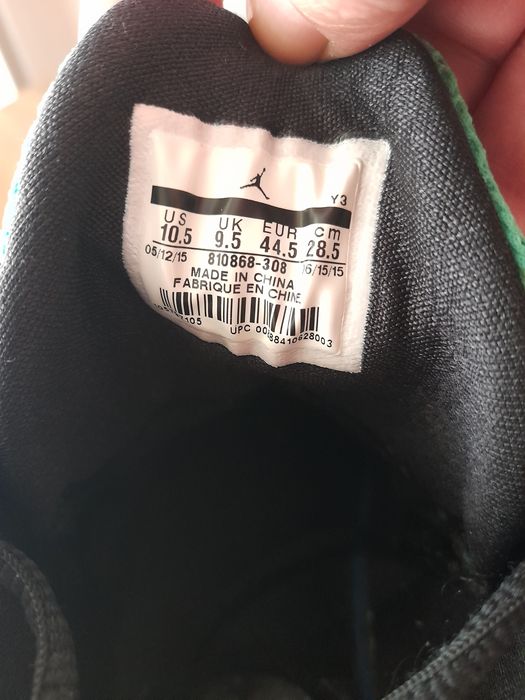 Y3
US UK EUR cm
10.5 9.5 44.5 28.5
05/12/15 810868-308 06/15/15
MADE IN CHINA
FABRIQUE EN CHINE
UPC